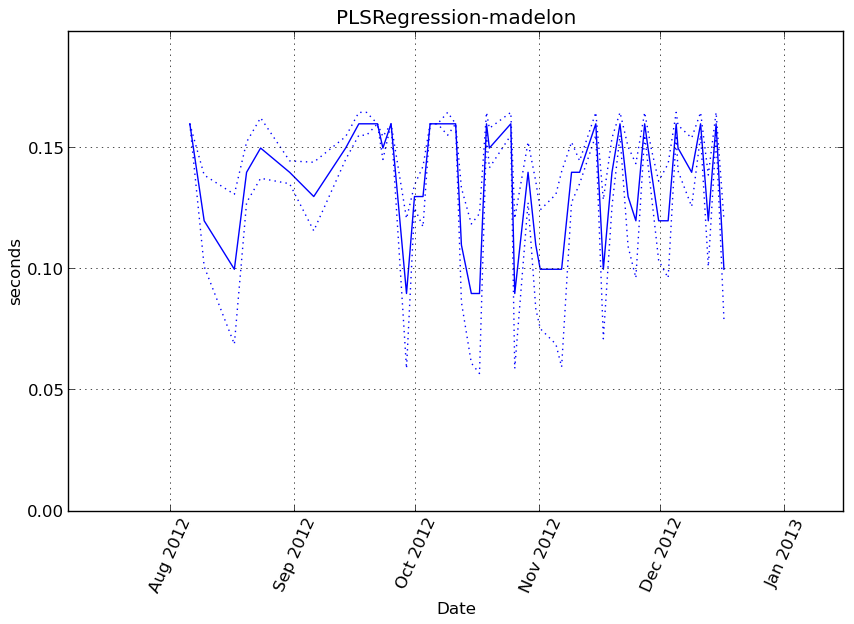 PLSRegression-madelon
seconds
0.15
0.10
0.05
0.00
Aug 2012
Sep 2012
Oct 2012
Nov 2012
Dec 2012
Jan 2013
Date